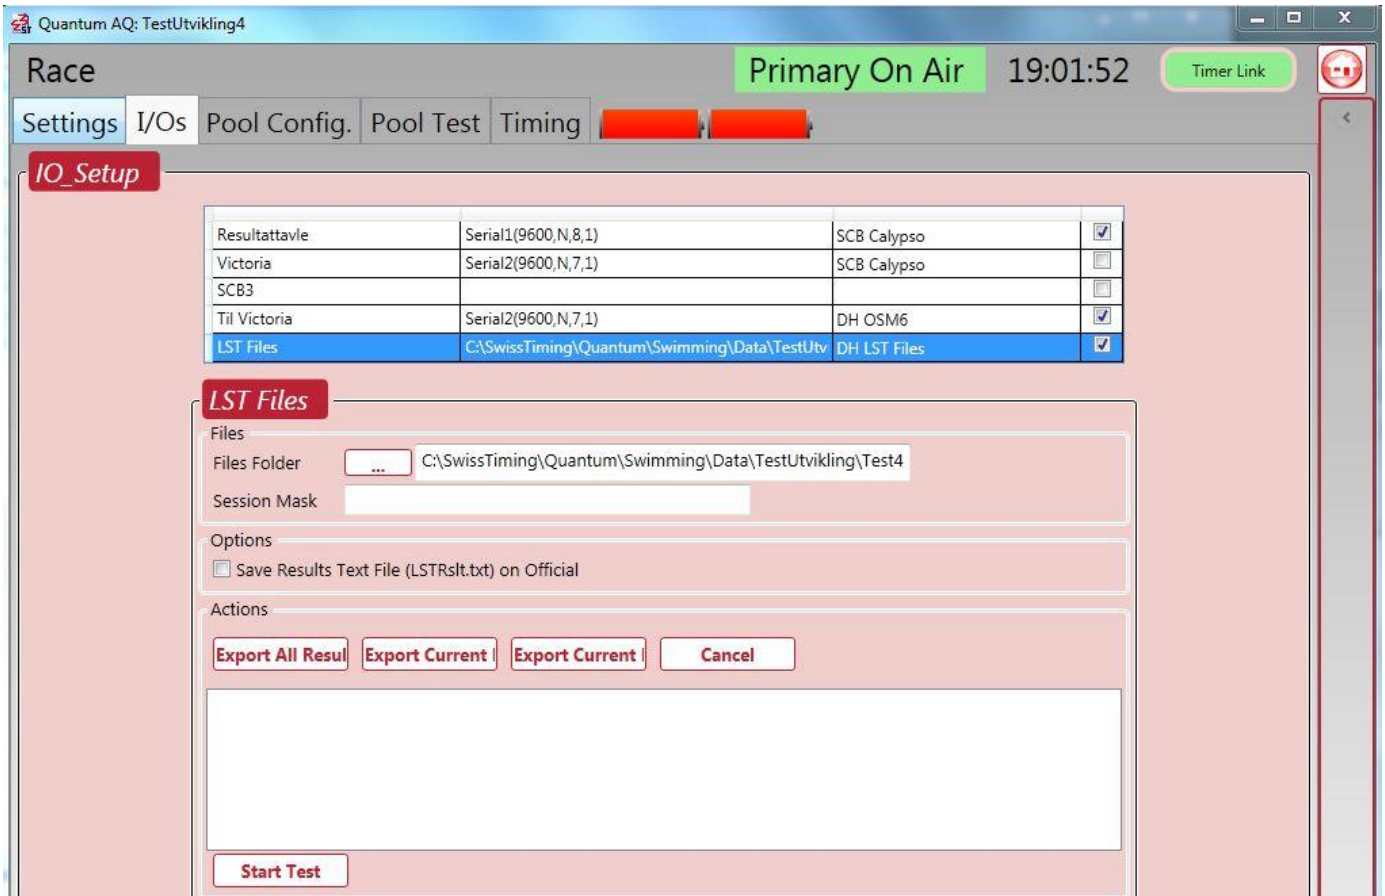 Quantum AQ: TestUtvikling4
Race Primary On Air 19:01:52 Timer Link
Settings I/Os Pool Config. Pool Test Timing
IO_Setup
Resultattavle Serial1(9600,N,8,1) SCB Calypso
Victoria Serial2(9600,N,7,1) SCB Calypso
SCB3
Til Victoria Serial2(9600,N,7,1) DH OSM6
LST Files C:\SwissTiming\Quantum\Swimming\Data\TestUtv DH LST Files
LST Files
Files
Files Folder ... C:\SwissTiming\Quantum\Swimming\Data\TestUtvikling\Test4
Session Mask
Options
Save Results Text File (LSTRslt.txt) on Official
Actions
Export All Resul Export Current Export Current Cancel
Start Test